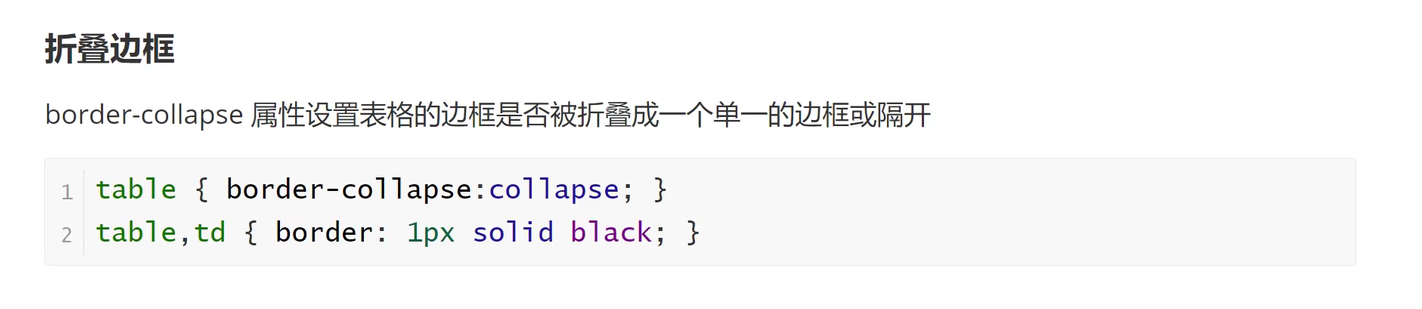 折叠边框
border-collapse 属性设置表格的边框是否被折叠成一个单一的边框或隔开
1 table { border-collapse:collapse; }
2 table,td { border: 1px solid black; }